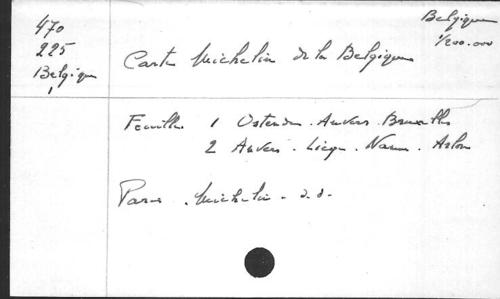 470
225
Belgique
1
Belgique
1/200.000
Carte Michelin de la Belgique
Feuilles 1 Ostende. Anvers. Bruxelles
2 Anvers. Liège. Namur. Arlon
Paris. Michelin. s.d.